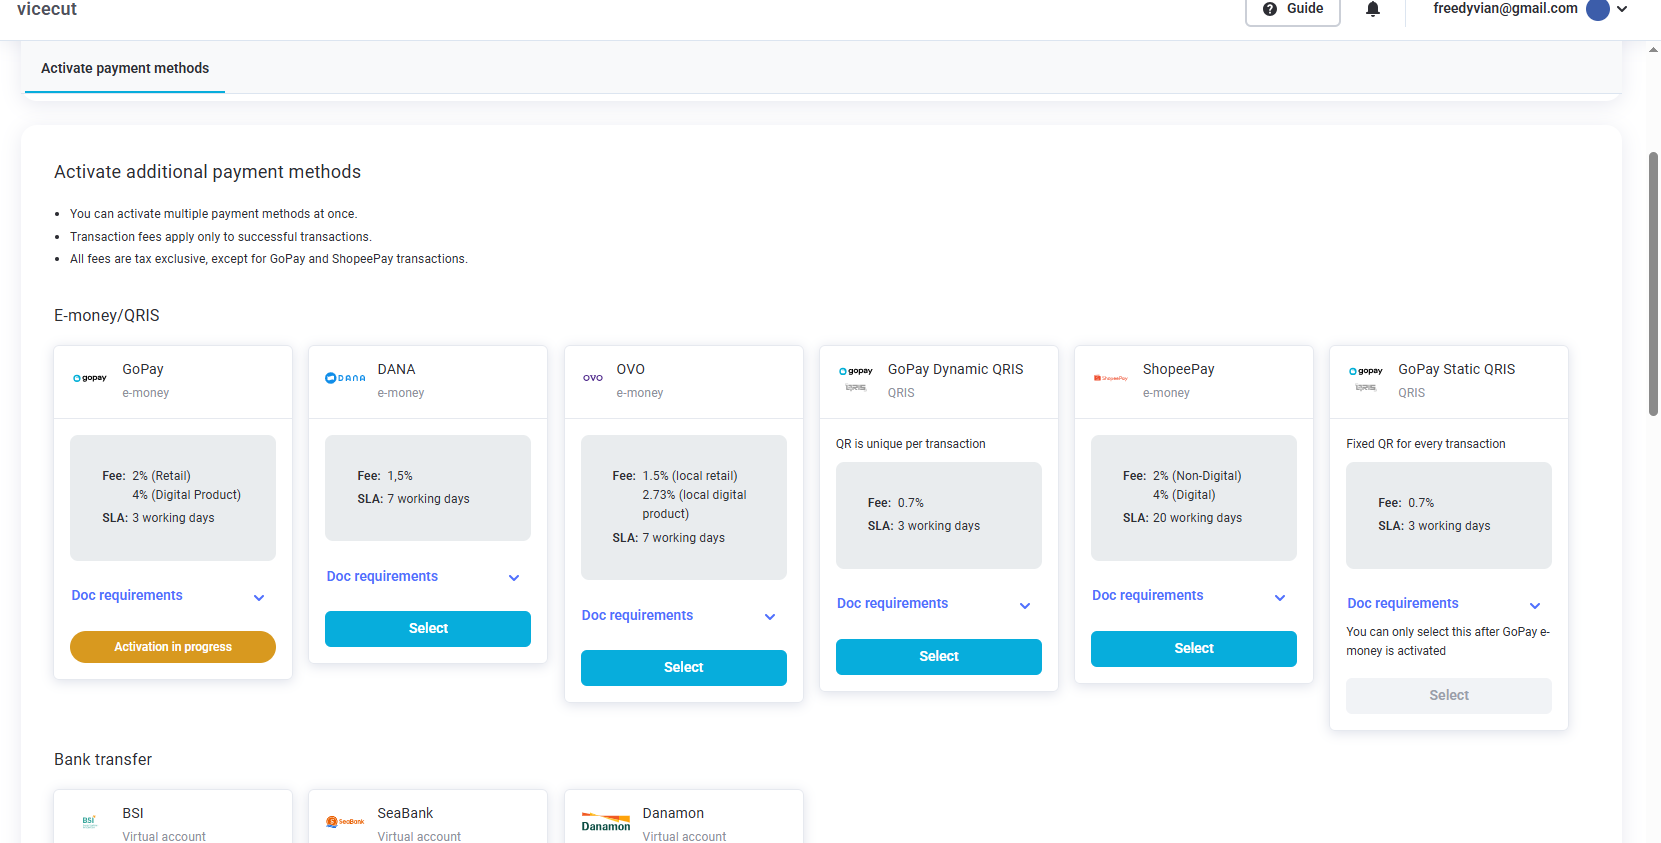 vicecut
Guide
freedyvian@gmail.com
Activate payment methods
Activate additional payment methods
You can activate multiple payment methods at once.
Transaction fees apply only to successful transactions.
All fees are tax exclusive, except for GoPay and ShopeePay transactions.
E-money/QRIS
gopay
GoPay
e-money
Fee: 2% (Retail)
4% (Digital Product)
SLA: 3 working days
Doc requirements
Activation in progress
DANA
DANA
e-money
Fee: 1,5%
SLA: 7 working days
Doc requirements
Select
OVO
OVO
e-money
Fee: 1.5% (local retail)
2.73% (local digital
product)
SLA: 7 working days
Doc requirements
Select
gopay
QRIS
GoPay Dynamic QRIS
QRIS
QR is unique per transaction
Fee: 0.7%
SLA: 3 working days
Doc requirements
Select
ShopeePay
ShopeePay
e-money
Fee: 2% (Non-Digital)
4% (Digital)
SLA: 20 working days
Doc requirements
Select
gopay
QRIS
GoPay Static QRIS
QRIS
Fixed QR for every transaction
Fee: 0.7%
SLA: 3 working days
Doc requirements
You can only select this after GoPay e-
money is activated
Select
Bank transfer
BSI
BSI
Virtual account
SeaBank
SeaBank
Virtual account
Danamon
Danamon
Virtual account